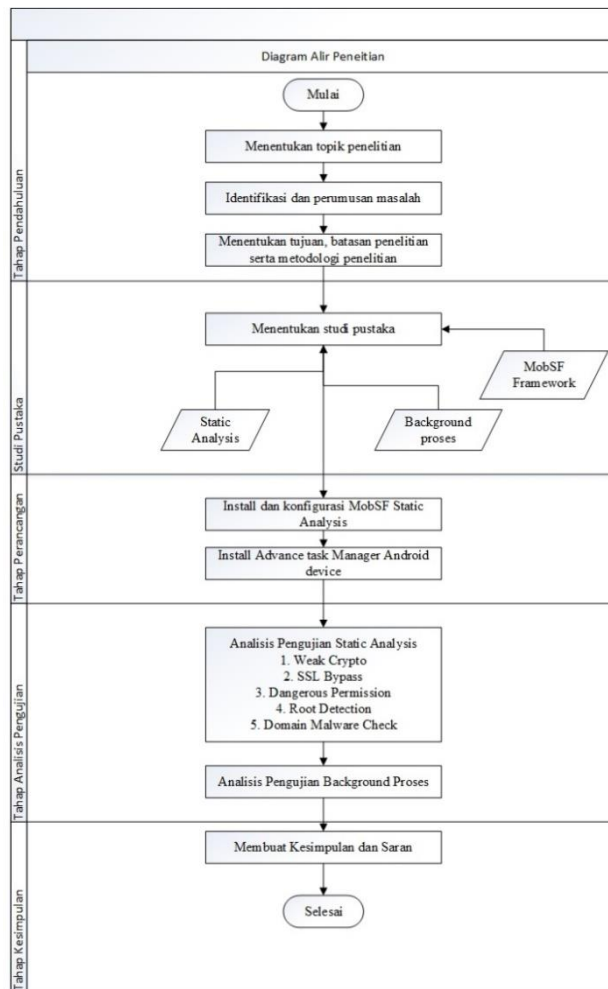 Diagram Alir Peneitian
Tahap Pendahuluan
Mulai
Menentukan topik penelitian
Identifikasi dan perumusan masalah
Menentukan tujuan, batasan penelitian
serta metodologi penelitian
Studi Pustaka
Menentukan studi pustaka
MobSF
Framework
Static
Analysis
Background
proses
Tahap Perancangan
Install dan konfigurasi MobSF Static
Analysis
Install Advance task Manager Android
device
Tahap Analisis Pengujian
Analisis Pengujian Static Analysis
1. Weak Crypto
2. SSL Bypass
3. Dangerous Permission
4. Root Detection
5. Domain Malware Check
Analisis Pengujian Background Proses
Tahap Kesimpulan
Membuat Kesimpulan dan Saran
Selesai